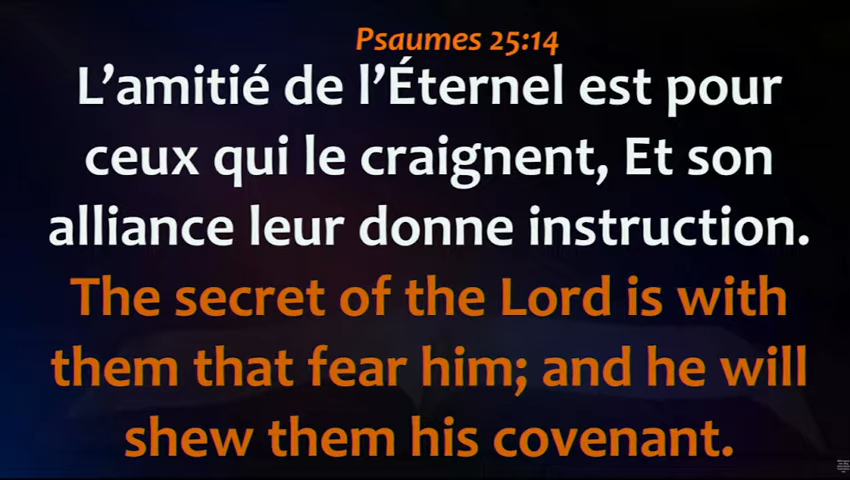 Psaumes 25:14
L’amitié de l’Éternel est pour
ceux qui le craignent, Et son
alliance leur donne instruction.
The secret of the Lord is with
them that fear him; and he will
shew them his covenant.